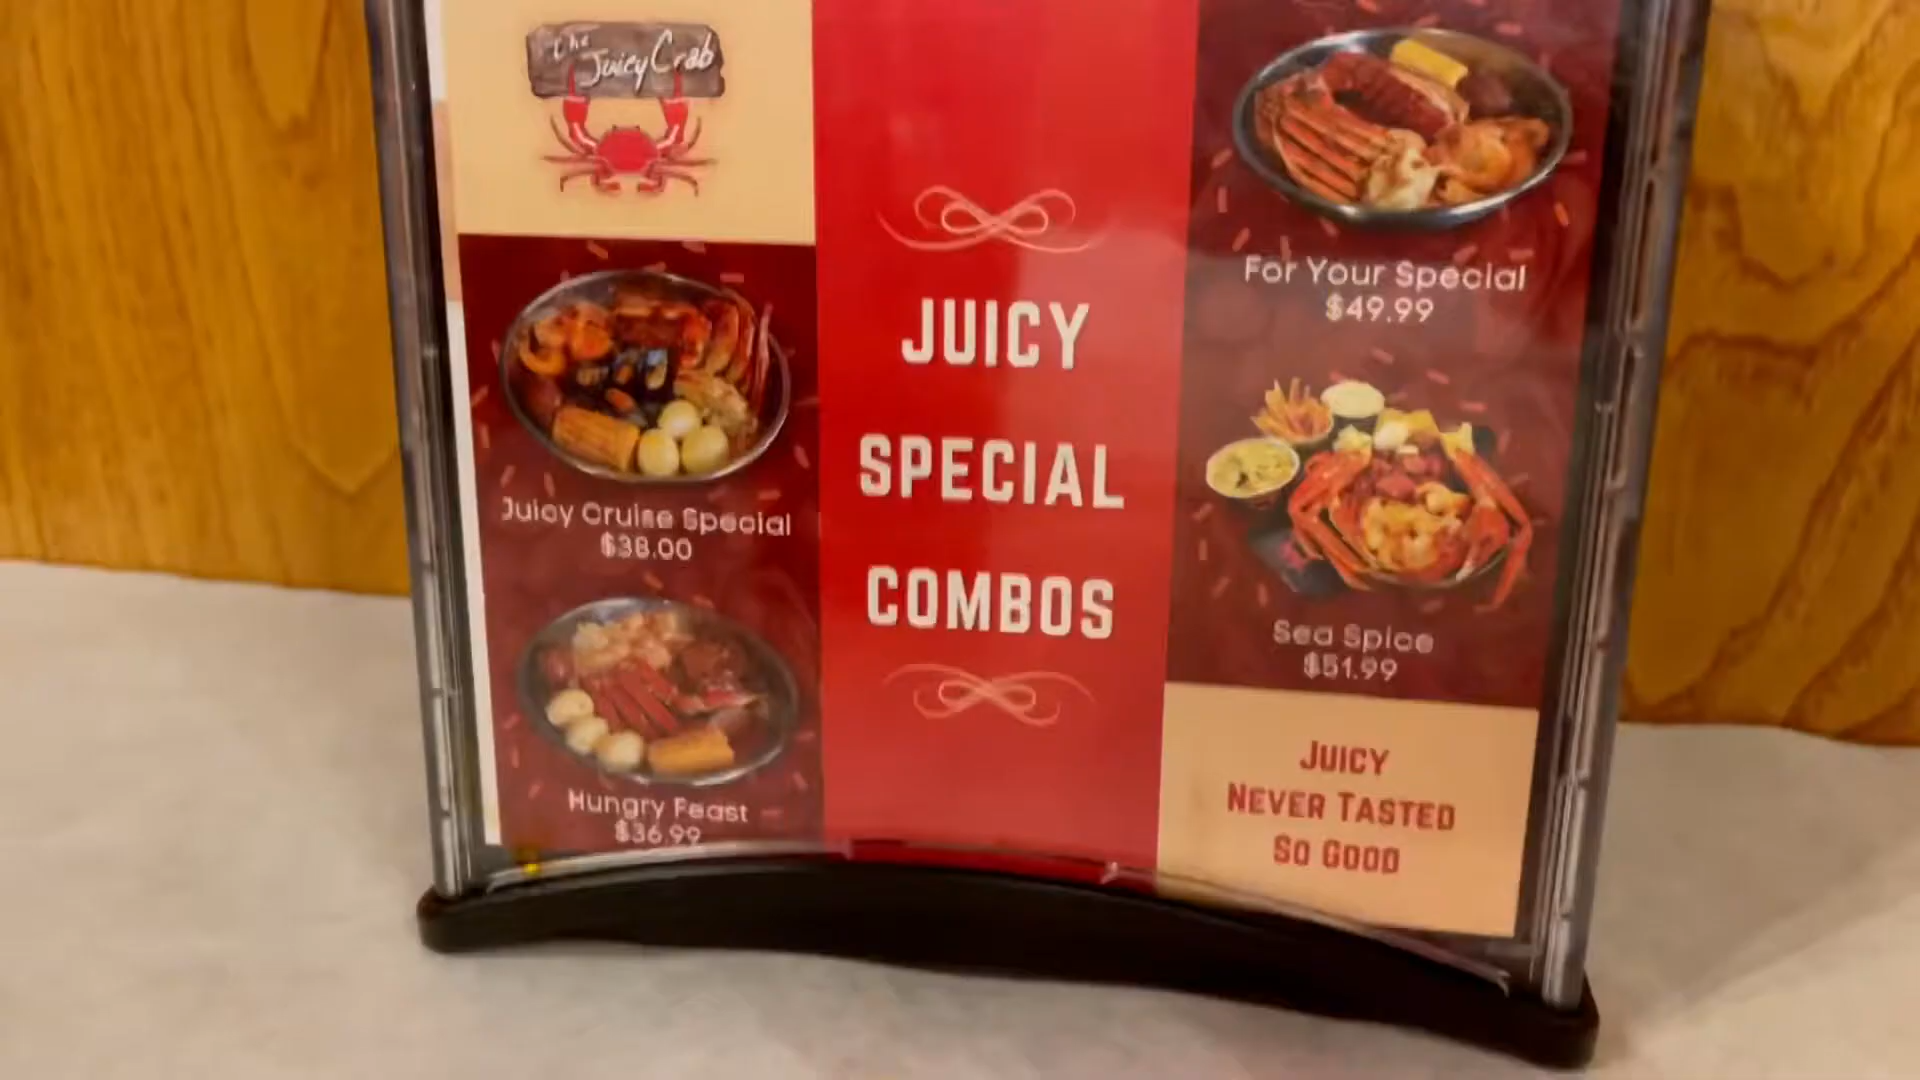 The
Juicy Crab
Juicy Cruise Special
$38.00
Hungry Feast
$36.99
JUICY
SPECIAL
COMBOS
For Your Special
$49.99
Sea Spice
$51.99
JUICY
NEVER TASTED
SO GOOD